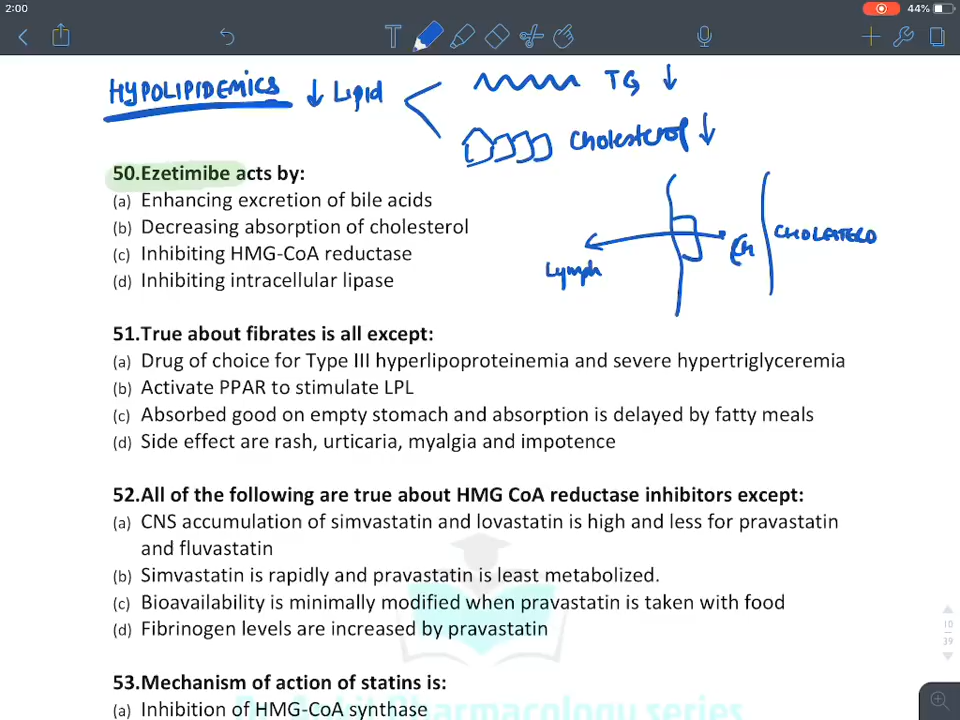 2:00
44%
T
HYPOLIPIDEMICS ↓ Lipid
TG ↓
Cholesterol ↓
50.Ezetimibe acts by:
(a) Enhancing excretion of bile acids
(b) Decreasing absorption of cholesterol
(c) Inhibiting HMG-CoA reductase
(d) Inhibiting intracellular lipase
CHOLESTERO
Ch
Lymph
51.True about fibrates is all except:
(a) Drug of choice for Type III hyperlipoproteinemia and severe hypertriglyceremia
(b) Activate PPAR to stimulate LPL
(c) Absorbed good on empty stomach and absorption is delayed by fatty meals
(d) Side effect are rash, urticaria, myalgia and impotence
52.All of the following are true about HMG CoA reductase inhibitors except:
(a) CNS accumulation of simvastatin and lovastatin is high and less for pravastatin
and fluvastatin
(b) Simvastatin is rapidly and pravastatin is least metabolized.
(c) Bioavailability is minimally modified when pravastatin is taken with food
(d) Fibrinogen levels are increased by pravastatin
10
39
53.Mechanism of action of statins is:
(a) Inhibition of HMG-CoA synthase
Pharmacology series